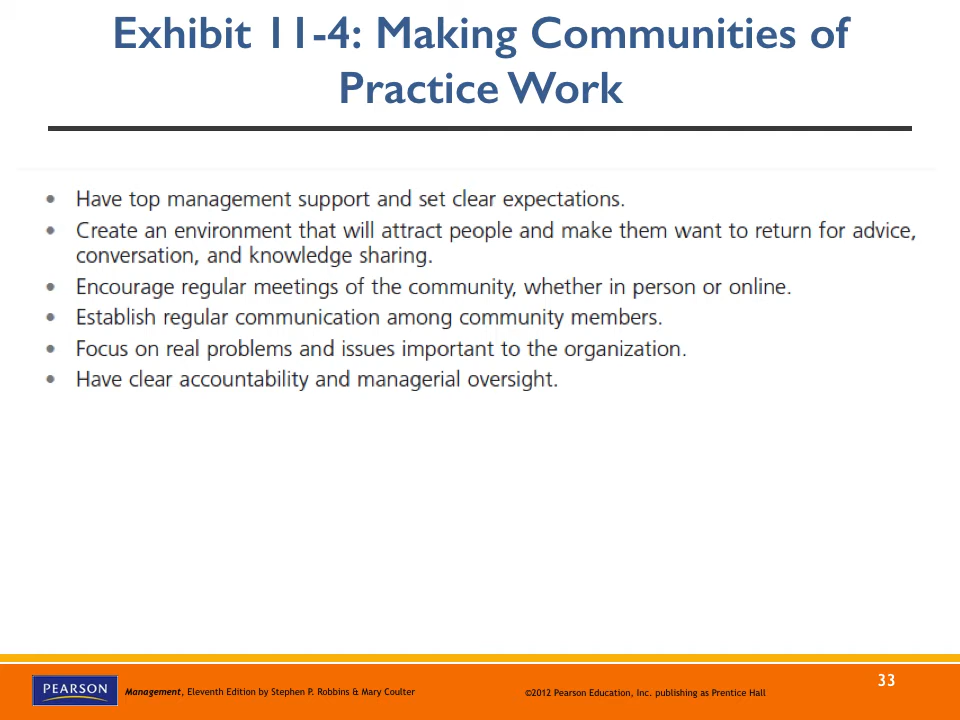 Exhibit 11-4: Making Communities of
Practice Work
• Have top management support and set clear expectations.
• Create an environment that will attract people and make them want to return for advice,
conversation, and knowledge sharing.
• Encourage regular meetings of the community, whether in person or online.
• Establish regular communication among community members.
• Focus on real problems and issues important to the organization.
• Have clear accountability and managerial oversight.
33
PEARSON
Management, Eleventh Edition by Stephen P. Robbins & Mary Coulter
©2012 Pearson Education, Inc. publishing as Prentice Hall